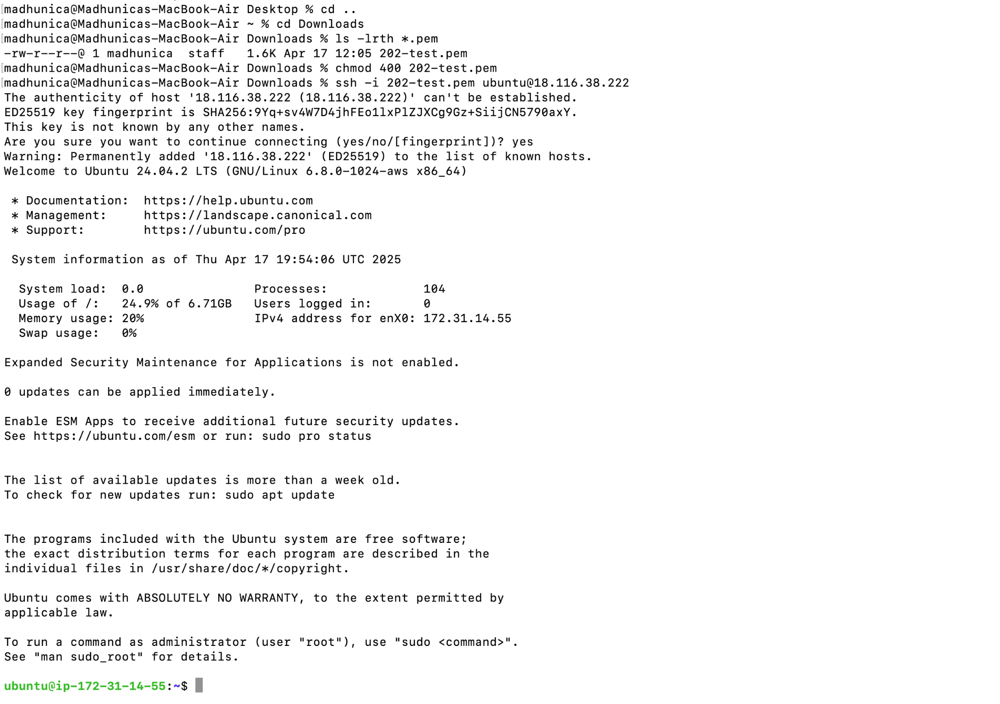 madhunica@Madhunicas-MacBook-Air Desktop % cd ..
madhunica@Madhunicas-MacBook-Air ~ % cd Downloads
madhunica@Madhunicas-MacBook-Air Downloads % ls -lrth *.pem
-rw-r--r--@ 1 madhunica  staff   1.6K Apr 17 12:05 202-test.pem
madhunica@Madhunicas-MacBook-Air Downloads % chmod 400 202-test.pem
madhunica@Madhunicas-MacBook-Air Downloads % ssh -i 202-test.pem ubuntu@18.116.38.222
The authenticity of host '18.116.38.222 (18.116.38.222)' can't be established.
ED25519 key fingerprint is SHA256:9Yq+sv4W7D4jhFEo1lxPlZJXCg9Gz+SiijCN5790axY.
This key is not known by any other names.
Are you sure you want to continue connecting (yes/no/[fingerprint])? yes
Warning: Permanently added '18.116.38.222' (ED25519) to the list of known hosts.
Welcome to Ubuntu 24.04.2 LTS (GNU/Linux 6.8.0-1024-aws x86_64)

 * Documentation:  https://help.ubuntu.com
 * Management:     https://landscape.canonical.com
 * Support:        https://ubuntu.com/pro

 System information as of Thu Apr 17 19:54:06 UTC 2025

  System load:  0.0               Processes:             104
  Usage of /:   24.9% of 6.71GB   Users logged in:       0
  Memory usage: 20%               IPv4 address for enX0: 172.31.14.55
  Swap usage:   0%

Expanded Security Maintenance for Applications is not enabled.

0 updates can be applied immediately.

Enable ESM Apps to receive additional future security updates.
See https://ubuntu.com/esm or run: sudo pro status

The list of available updates is more than a week old.
To check for new updates run: sudo apt update

The programs included with the Ubuntu system are free software;
the exact distribution terms for each program are described in the
individual files in /usr/share/doc/*/copyright.

Ubuntu comes with ABSOLUTELY NO WARRANTY, to the extent permitted by
applicable law.

To run a command as administrator (user "root"), use "sudo <command>".
See "man sudo_root" for details.

ubuntu@ip-172-31-14-55:~$